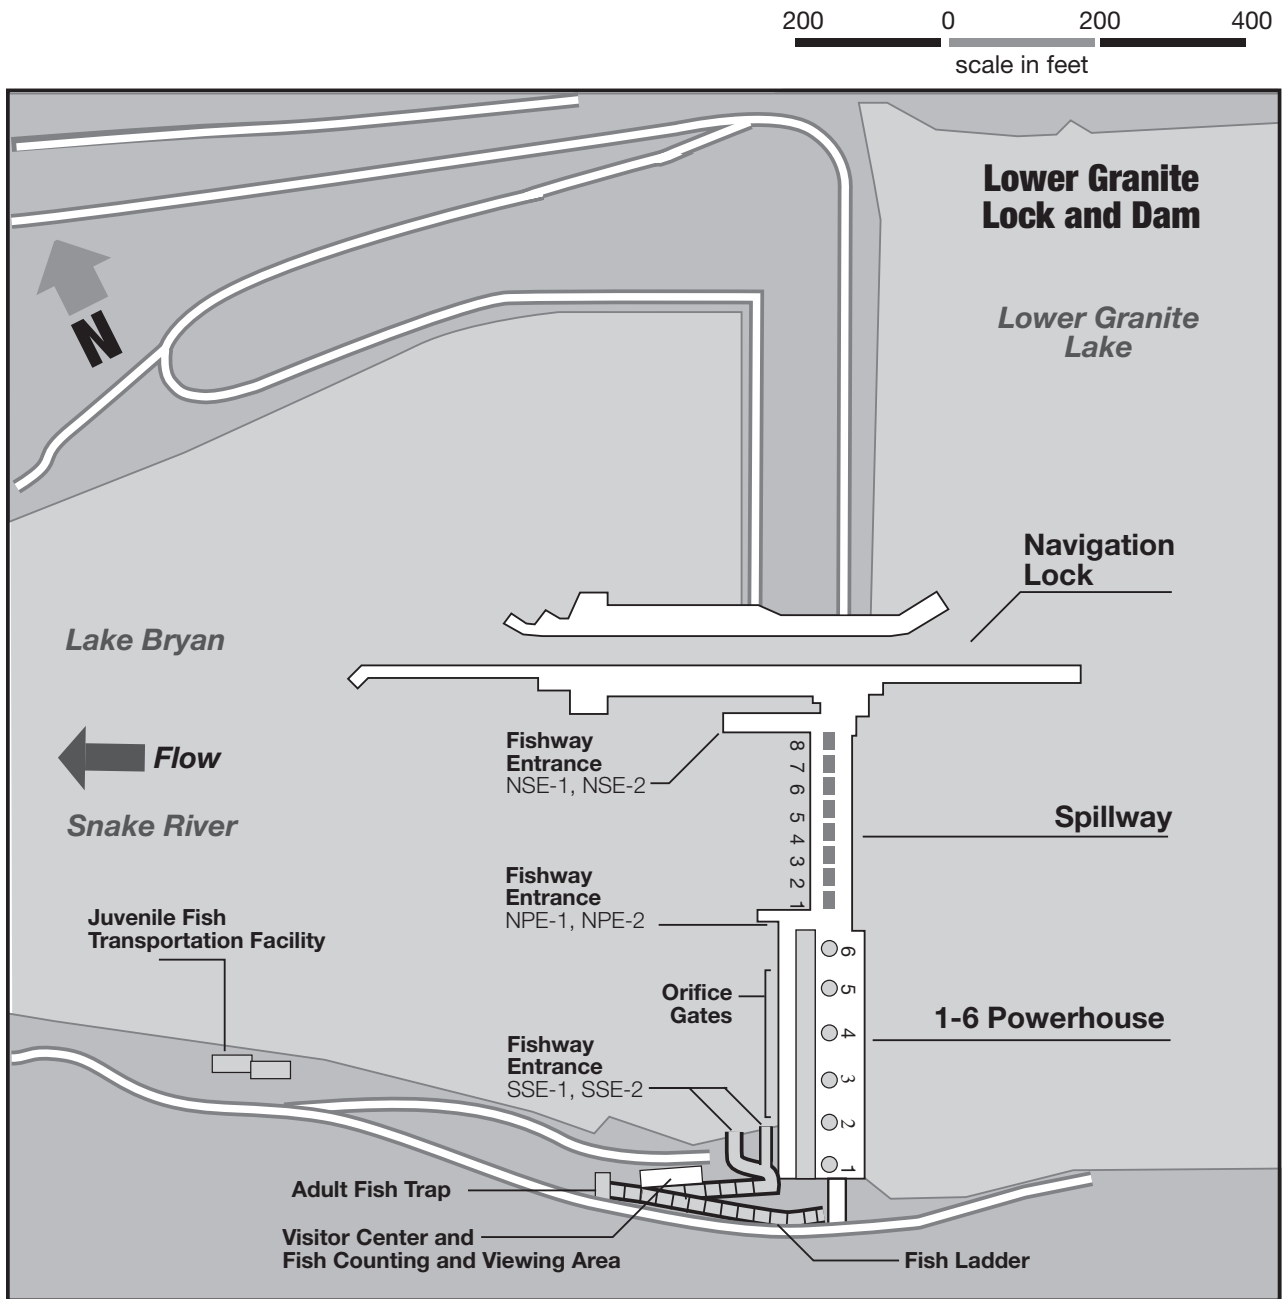 200 0 200 400
scale in feet
Lower Granite
Lock and Dam
Lower Granite
Lake
N
Navigation
Lock
Lake Bryan
Flow
Snake River
Fishway
Entrance
NSE-1, NSE-2
8
7
6
5
4
3
2
1
Spillway
Fishway
Entrance
NPE-1, NPE-2
Juvenile Fish
Transportation Facility
6
5
4
3
2
1
Orifice
Gates
1-6 Powerhouse
Fishway
Entrance
SSE-1, SSE-2
Adult Fish Trap
Visitor Center and
Fish Counting and Viewing Area
Fish Ladder